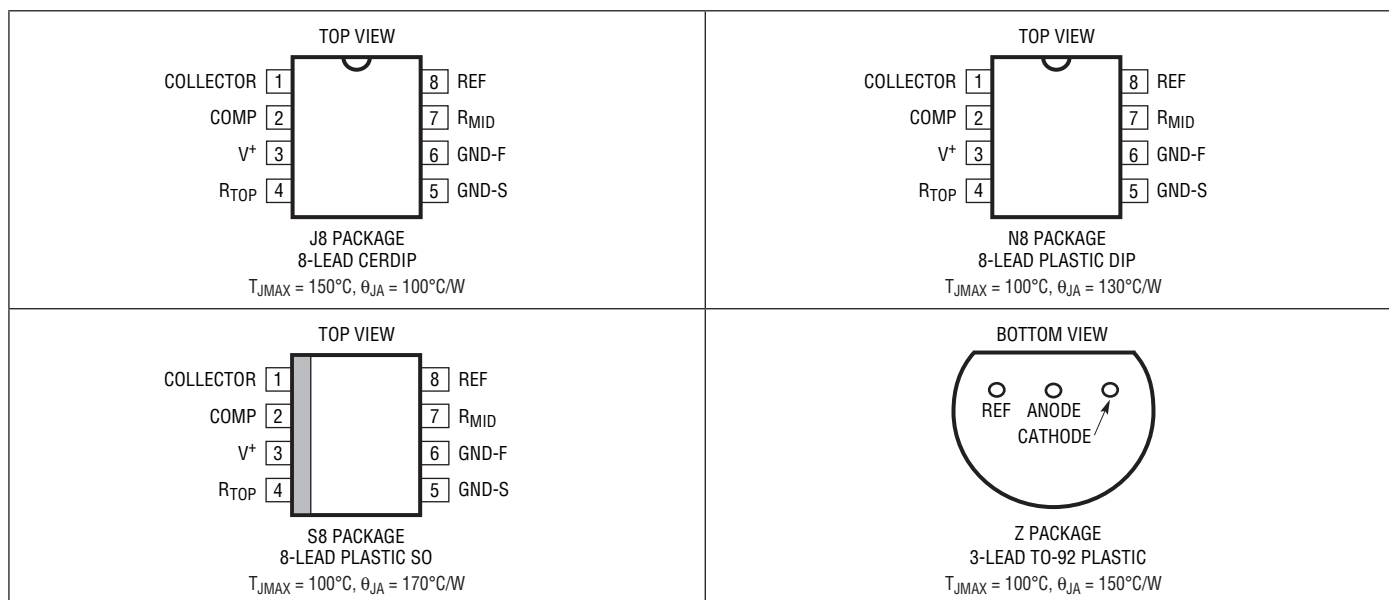 TOP VIEW
COLLECTOR 1 8 REF
COMP 2 7 RMID
V+ 3 6 GND-F
RTOP 4 5 GND-S
J8 PACKAGE
8-LEAD CERDIP
TJMAX = 150°C, θJA = 100°C/W
TOP VIEW
COLLECTOR 1 8 REF
COMP 2 7 RMID
V+ 3 6 GND-F
RTOP 4 5 GND-S
N8 PACKAGE
8-LEAD PLASTIC DIP
TJMAX = 100°C, θJA = 130°C/W
TOP VIEW
COLLECTOR 1 8 REF
COMP 2 7 RMID
V+ 3 6 GND-F
RTOP 4 5 GND-S
S8 PACKAGE
8-LEAD PLASTIC SO
TJMAX = 100°C, θJA = 170°C/W
BOTTOM VIEW
REF ANODE
CATHODE
Z PACKAGE
3-LEAD TO-92 PLASTIC
TJMAX = 100°C, θJA = 150°C/W